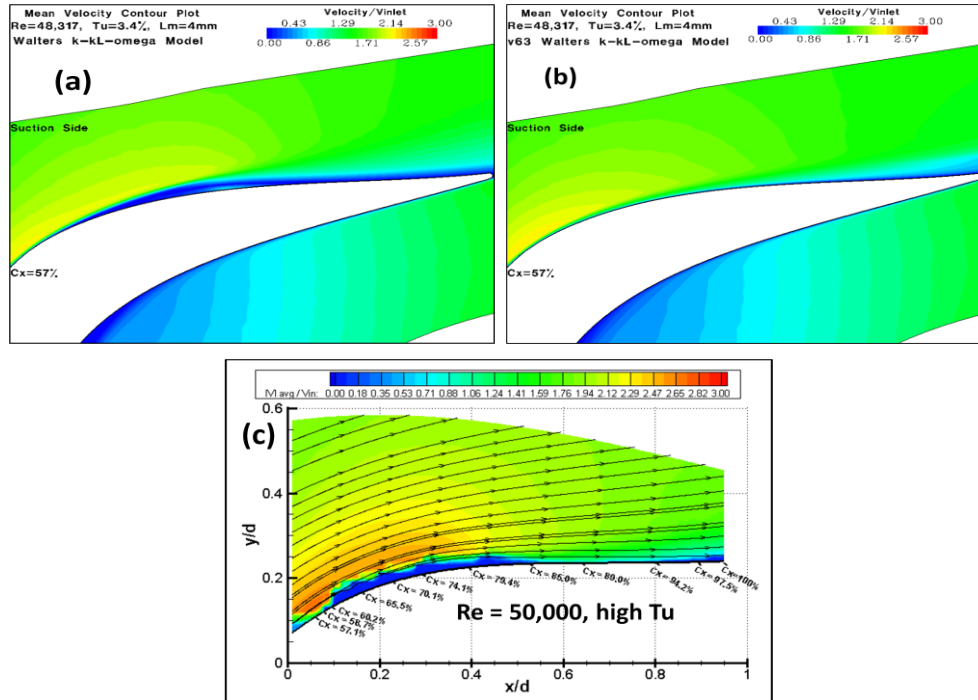 Mean Velocity Contour Plot
Re=48,317, Tu=3.4%, Lm=4mm
Walters k-kL-omega Model
Velocity/Vinlet
0.43 1.29 2.14 3.00
0.00 0.86 1.71 2.57
(a)
Suction Side
Cx=57%
Mean Velocity Contour Plot
Re=48,317, Tu=3.4%, Lm=4mm
v63 Walters k-kL-omega Model
Velocity/Vinlet
0.43 1.29 2.14 3.00
0.00 0.86 1.71 2.57
(b)
Suction Side
Cx=57%
|V| avg / Vin: 0.00 0.18 0.35 0.53 0.71 0.88 1.06 1.24 1.41 1.59 1.76 1.94 2.12 2.29 2.47 2.65 2.82 3.00
(c)
0.6
0.4
0.2
0
y/d
Cx = 57.1%
Cx = 58.7%
Cx = 60.2%
Cx = 65.5%
Cx = 70.1%
Cx = 74.1%
Cx = 79.4%
Cx = 85.0%
Cx = 89.0%
Cx = 94.2%
Cx = 97.5%
Cx = 100%
Re = 50,000, high Tu
0 0.2 0.4 0.6 0.8 1
x/d